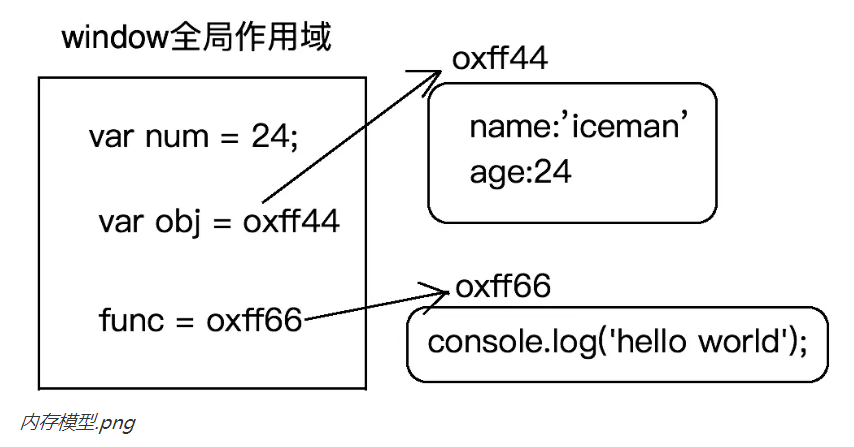 window全局作用域
var num = 24;
var obj = oxff44
func = oxff66
oxff44
name:’iceman’
age:24
oxff66
console.log('hello world');
内存模型.png